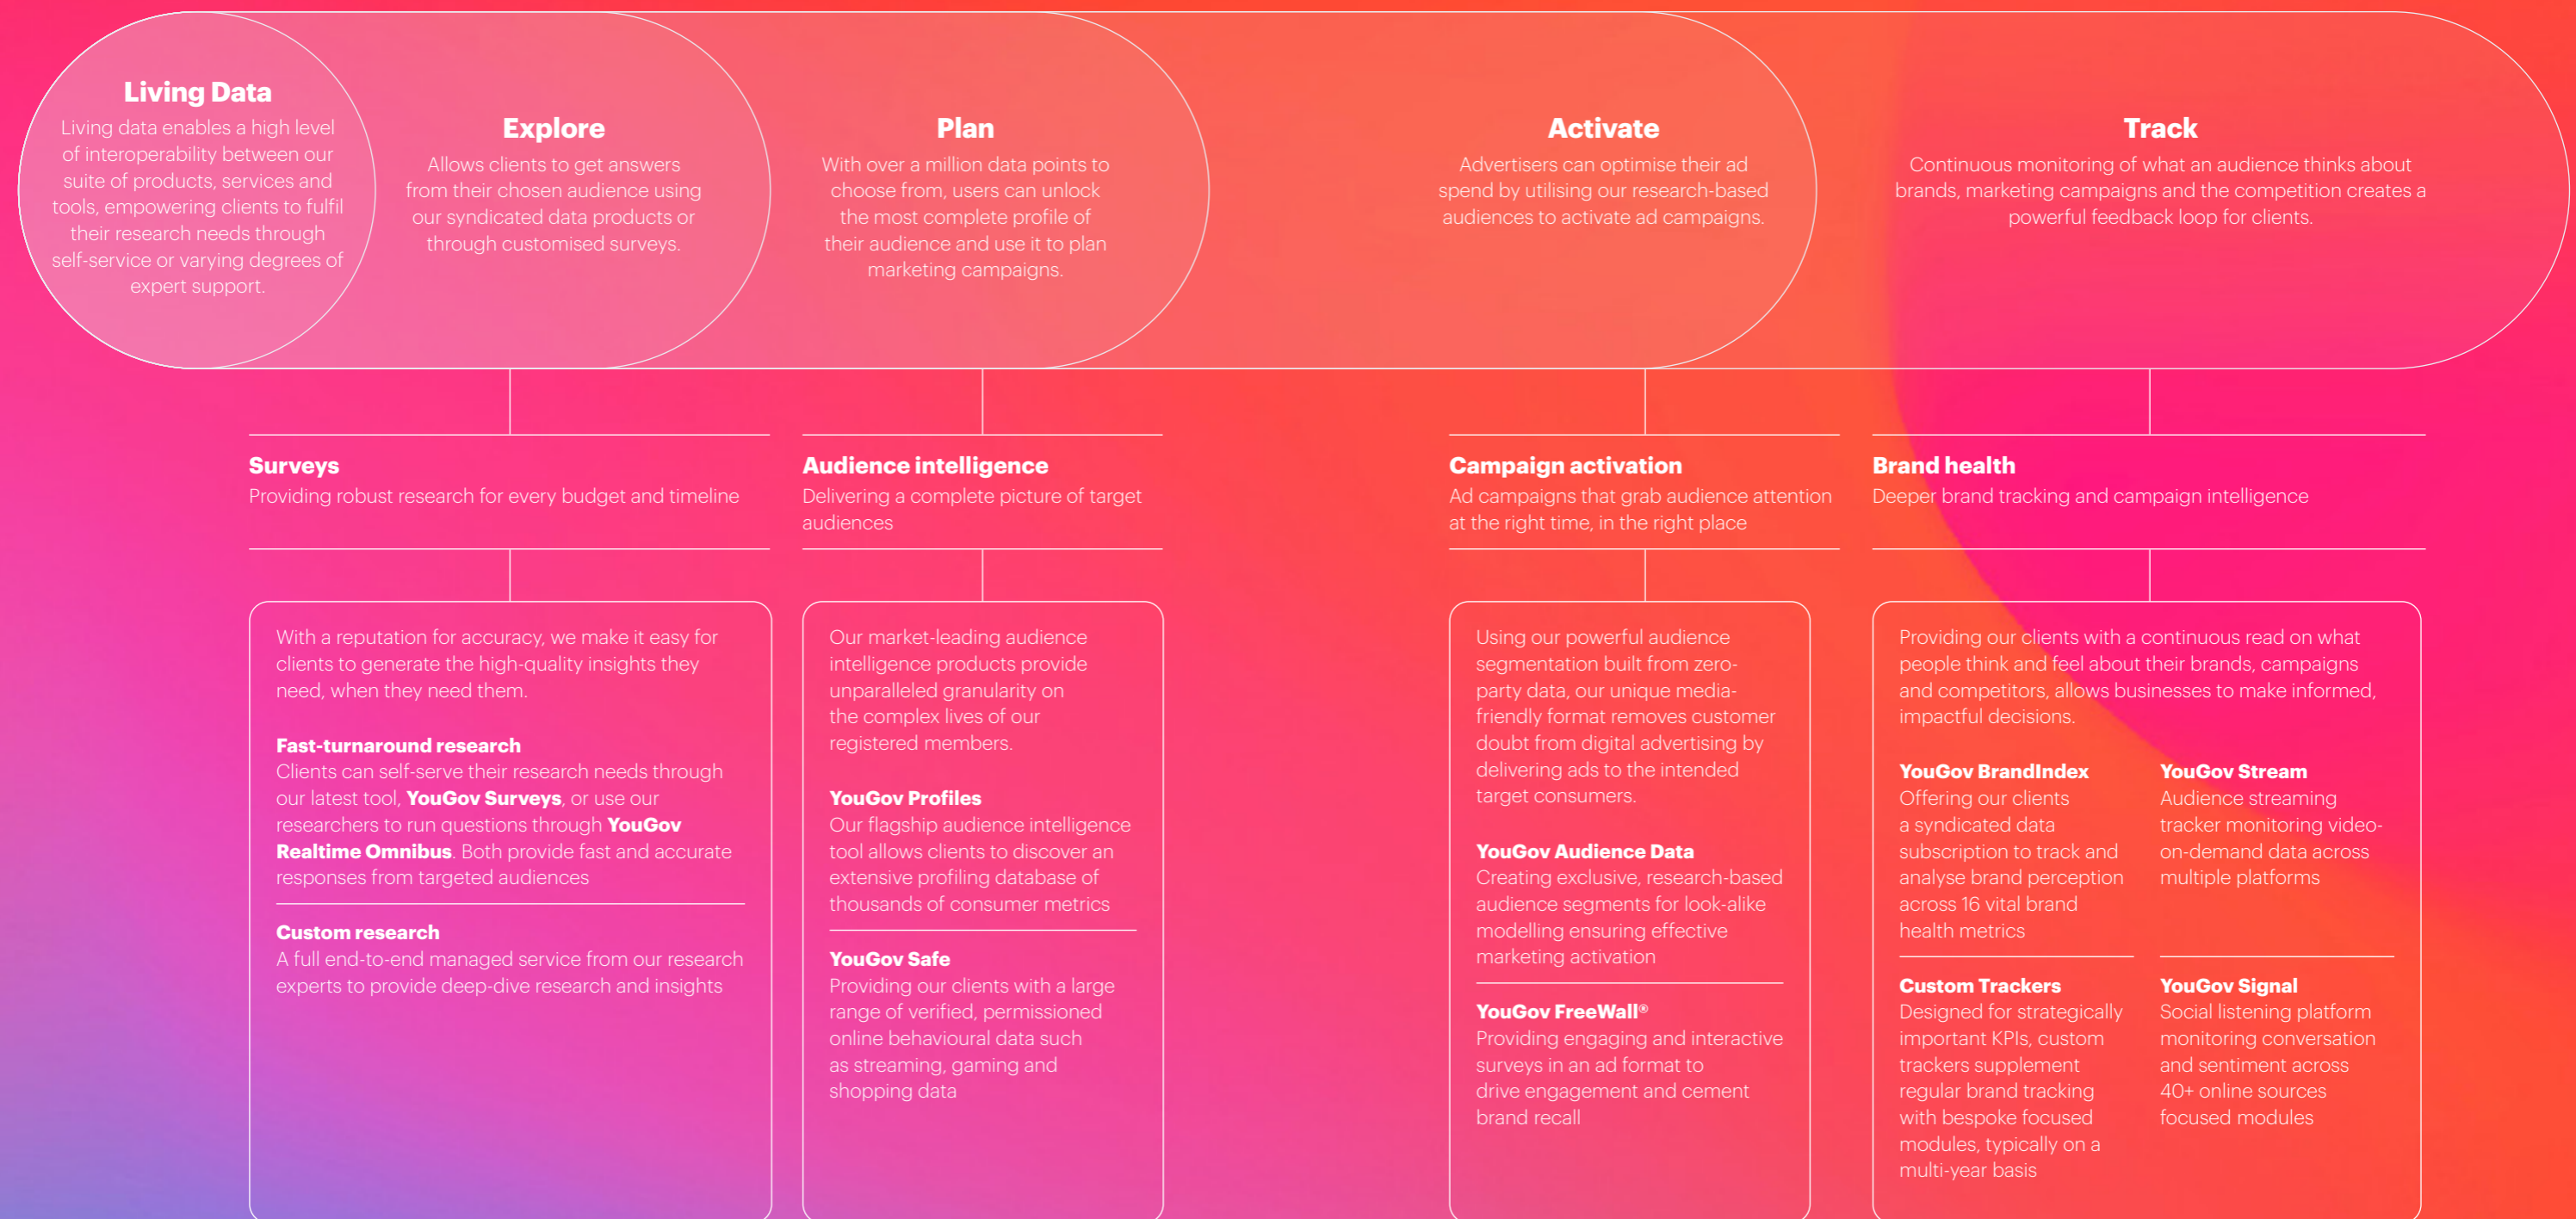 Living Data
Living data enables a high level
of interoperability between our
suite of products, services and
tools, empowering clients to fulfil
their research needs through
self-service or varying degrees of
expert support.
Explore
Allows clients to get answers
from their chosen audience using
our syndicated data products or
through customised surveys.
Plan
With over a million data points to
choose from, users can unlock
the most complete profile of
their audience and use it to plan
marketing campaigns.
Activate
Advertisers can optimise their ad
spend by utilising our research-based
audiences to activate ad campaigns.
Track
Continuous monitoring of what an audience thinks about
brands, marketing campaigns and the competition creates a
powerful feedback loop for clients.
Surveys
Providing robust research for every budget and timeline
Audience intelligence
Delivering a complete picture of target
audiences
Campaign activation
Ad campaigns that grab audience attention
at the right time, in the right place
Brand health
Deeper brand tracking and campaign intelligence
With a reputation for accuracy, we make it easy for
clients to generate the high-quality insights they
need, when they need them.
Fast-turnaround research
Clients can self-serve their research needs through
our latest tool, YouGov Surveys, or use our
researchers to run questions through YouGov
Realtime Omnibus. Both provide fast and accurate
responses from targeted audiences
Custom research
A full end-to-end managed service from our research
experts to provide deep-dive research and insights
Our market-leading audience
intelligence products provide
unparalleled granularity on
the complex lives of our
registered members.
YouGov Profiles
Our flagship audience intelligence
tool allows clients to discover an
extensive profiling database of
thousands of consumer metrics
YouGov Safe
Providing our clients with a large
range of verified, permissioned
online behavioural data such
as streaming, gaming and
shopping data
Using our powerful audience
segmentation built from zero-
party data, our unique media-
friendly format removes customer
doubt from digital advertising by
delivering ads to the intended
target consumers.
YouGov Audience Data
Creating exclusive, research-based
audience segments for look-alike
modelling ensuring effective
marketing activation
YouGov FreeWall®
Providing engaging and interactive
surveys in an ad format to
drive engagement and cement
brand recall
Providing our clients with a continuous read on what
people think and feel about their brands, campaigns
and competitors, allows businesses to make informed,
impactful decisions.
YouGov BrandIndex
Offering our clients
a syndicated data
subscription to track and
analyse brand perception
across 16 vital brand
health metrics
YouGov Stream
Audience streaming
tracker monitoring video-
on-demand data across
multiple platforms
Custom Trackers
Designed for strategically
important KPIs, custom
trackers supplement
regular brand tracking
with bespoke focused
modules, typically on a
multi-year basis
YouGov Signal
Social listening platform
monitoring conversation
and sentiment across
40+ online sources
focused modules